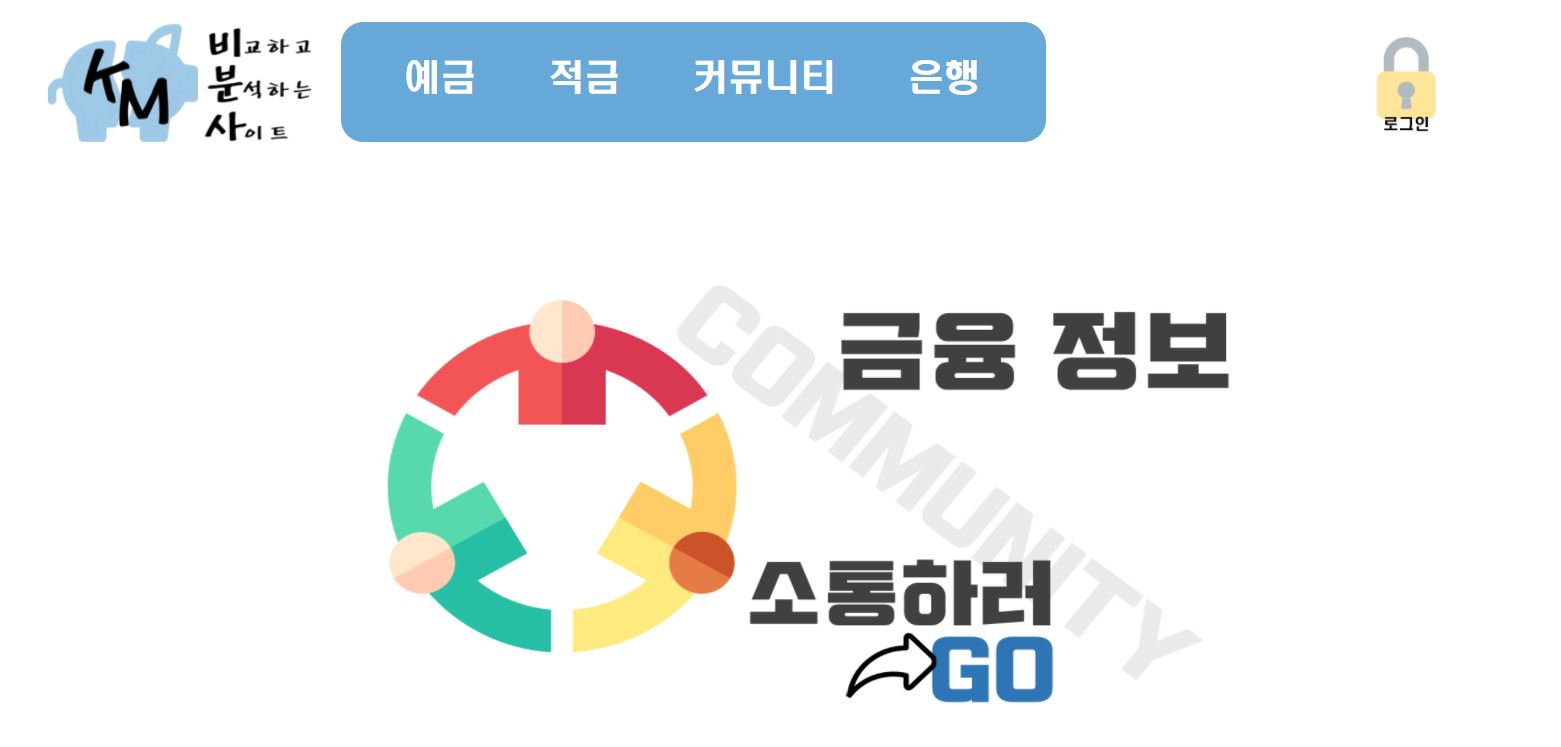 KM
비교하고
분석하는
사이트
예금 적금 커뮤니티 은행
로그인
COMMUNITY
금융 정보
소통하러
GO